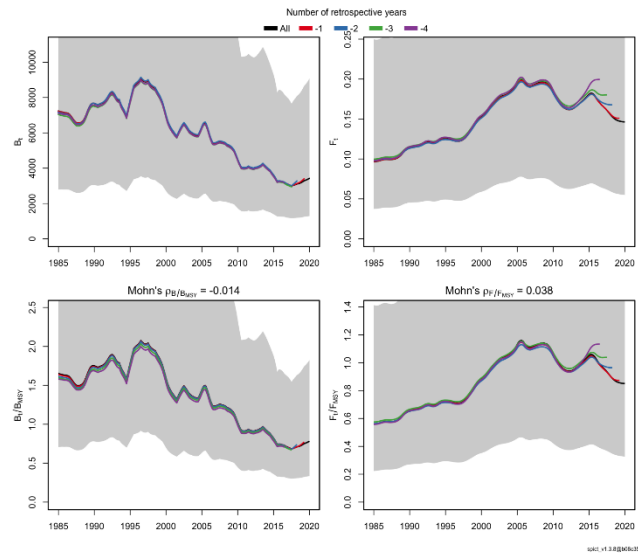 Number of retrospective years
All -1 -2 -3 -4
Bt
0 2000 4000 6000 8000 10000
1985 1990 1995 2000 2005 2010 2015 2020
Ft
0.00 0.05 0.10 0.15 0.20 0.25
1985 1990 1995 2000 2005 2010 2015 2020
Mohn's ρB/BMSY = -0.014
Bt/BMSY
0.0 0.5 1.0 1.5 2.0 2.5
1985 1990 1995 2000 2005 2010 2015 2020
Mohn's ρF/FMSY = 0.038
Ft/FMSY
0.0 0.2 0.4 0.6 0.8 1.0 1.2 1.4
1985 1990 1995 2000 2005 2010 2015 2020